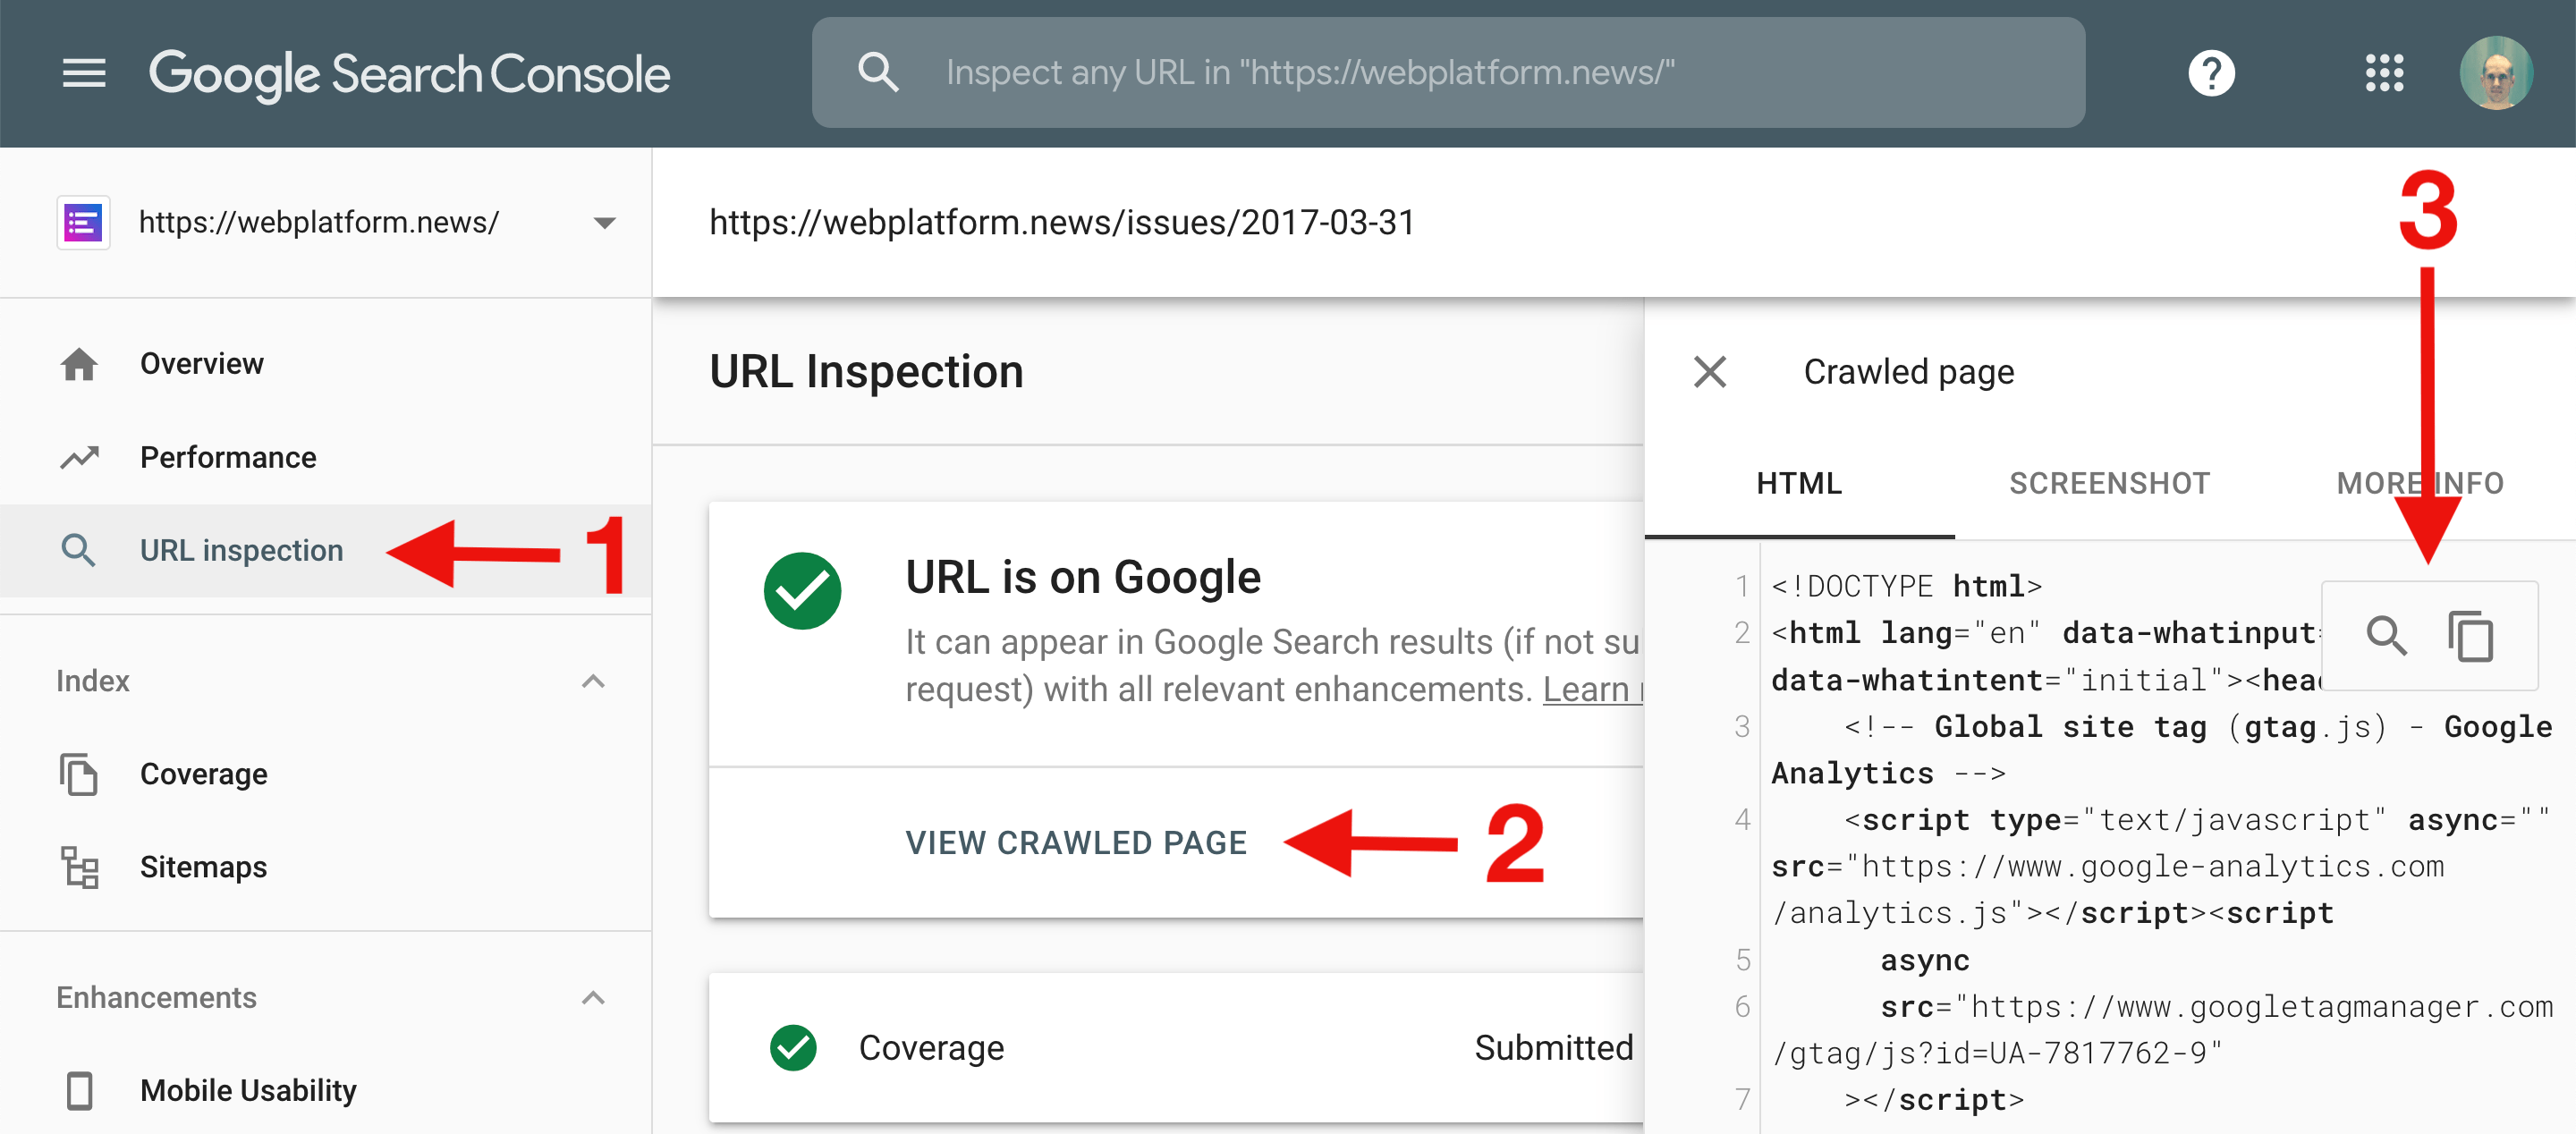 Google Search Console
Inspect any URL in "https://webplatform.news/"
?
https://webplatform.news/
https://webplatform.news/issues/2017-03-31
3
Overview
Performance
URL inspection
1
Index
Coverage
Sitemaps
Enhancements
Mobile Usability
URL Inspection
URL is on Google
It can appear in Google Search results (if not su
request) with all relevant enhancements. Learn
VIEW CRAWLED PAGE
2
Coverage
Submitted
Crawled page
HTML
SCREENSHOT
MORE INFO
1 <!DOCTYPE html>
2 <html lang="en" data-whatinput=
data-whatintent="initial"><head
3 <!-- Global site tag (gtag.js) - Google
Analytics -->
4 <script type="text/javascript" async=""
src="https://www.google-analytics.com
/analytics.js"></script><script
5 async
6 src="https://www.googletagmanager.com
/gtag/js?id=UA-7817762-9"
7 ></script>